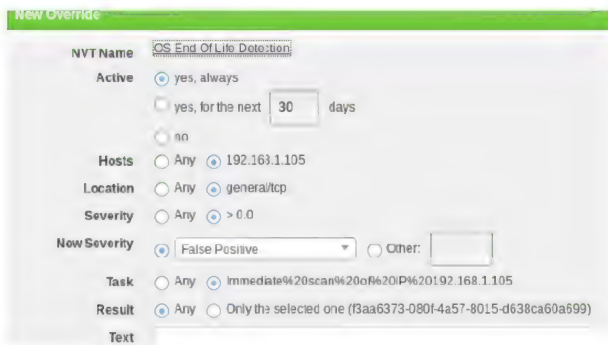 New Override
NVT Name OS End Of Life Detection
Active yes, always
yes, for the next 30 days
no
Hosts Any 192.168.1.105
Location Any general/tcp
Severity Any > 0.0
New Severity False Positive Other:
Task Any Immediate%20scan%20of%20IP%20192.168.1.105
Result Any Only the selected one (f3aa6373-080f-4a57-8015-d638ca60a699)
Text